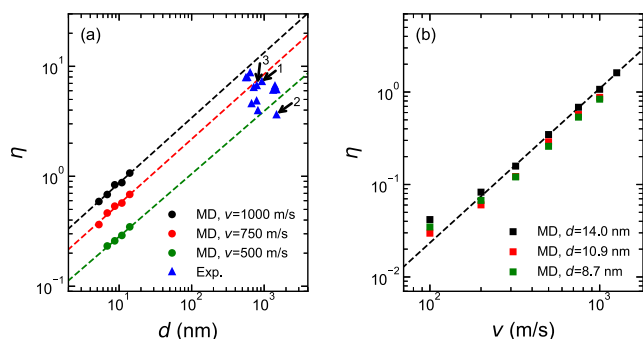 (a)
3
1
2
η
10¹
10⁰
10⁻¹
MD, v=1000 m/s
MD, v=750 m/s
MD, v=500 m/s
Exp.
10¹
10²
10³
d (nm)
(b)
η
10⁰
10⁻¹
10⁻²
MD, d=14.0 nm
MD, d=10.9 nm
MD, d=8.7 nm
10²
10³
v (m/s)